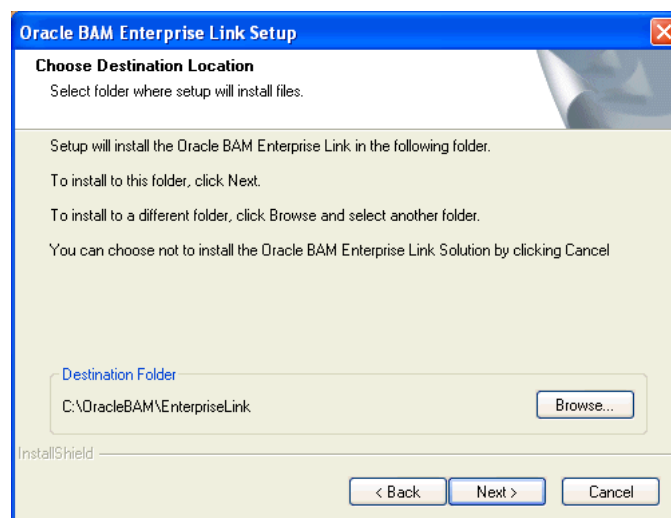 Oracle BAM Enterprise Link Setup
Choose Destination Location
Select folder where setup will install files.
Setup will install the Oracle BAM Enterprise Link in the following folder.
To install to this folder, click Next.
To install to a different folder, click Browse and select another folder.
You can choose not to install the Oracle BAM Enterprise Link Solution by clicking Cancel
Destination Folder
C:\OracleBAM\EnterpriseLink
Browse...
InstallShield
< Back
Next >
Cancel